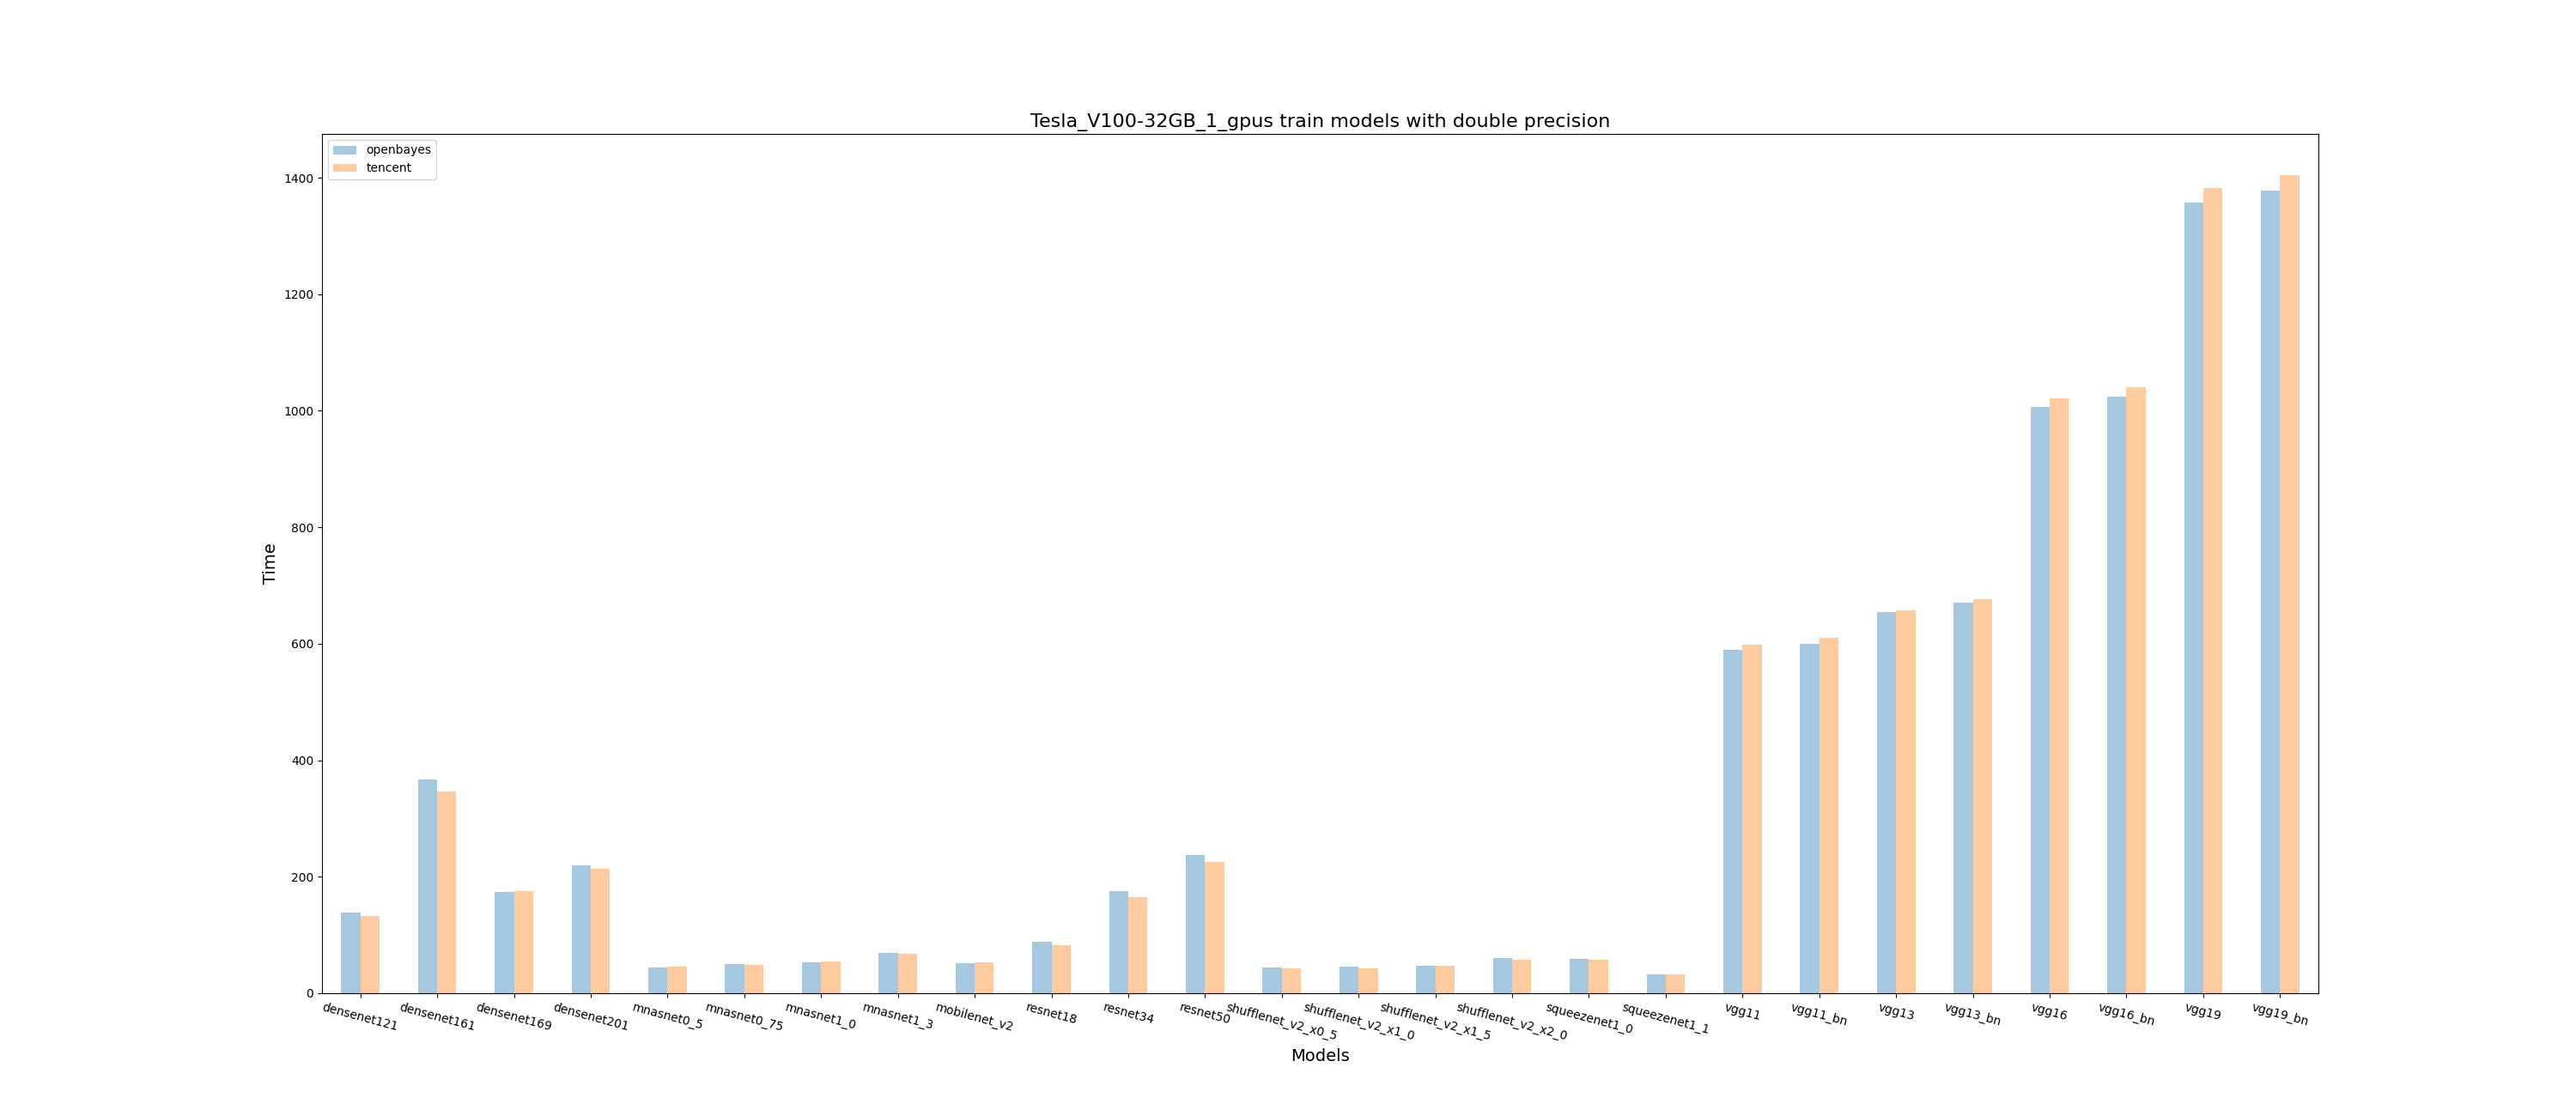 Tesla_V100-32GB_1_gpus train models with double precision
openbayes
tencent
1400
1200
1000
800
600
400
200
0
Time
densenet121
densenet161
densenet169
densenet201
mnasnet0_5
mnasnet0_75
mnasnet1_0
mnasnet1_3
mobilenet_v2
resnet18
resnet34
resnet50
shufflenet_v2_x0_5
shufflenet_v2_x1_0
shufflenet_v2_x1_5
shufflenet_v2_x2_0
squeezenet1_0
squeezenet1_1
vgg11
vgg11_bn
vgg13
vgg13_bn
vgg16
vgg16_bn
vgg19
vgg19_bn
Models